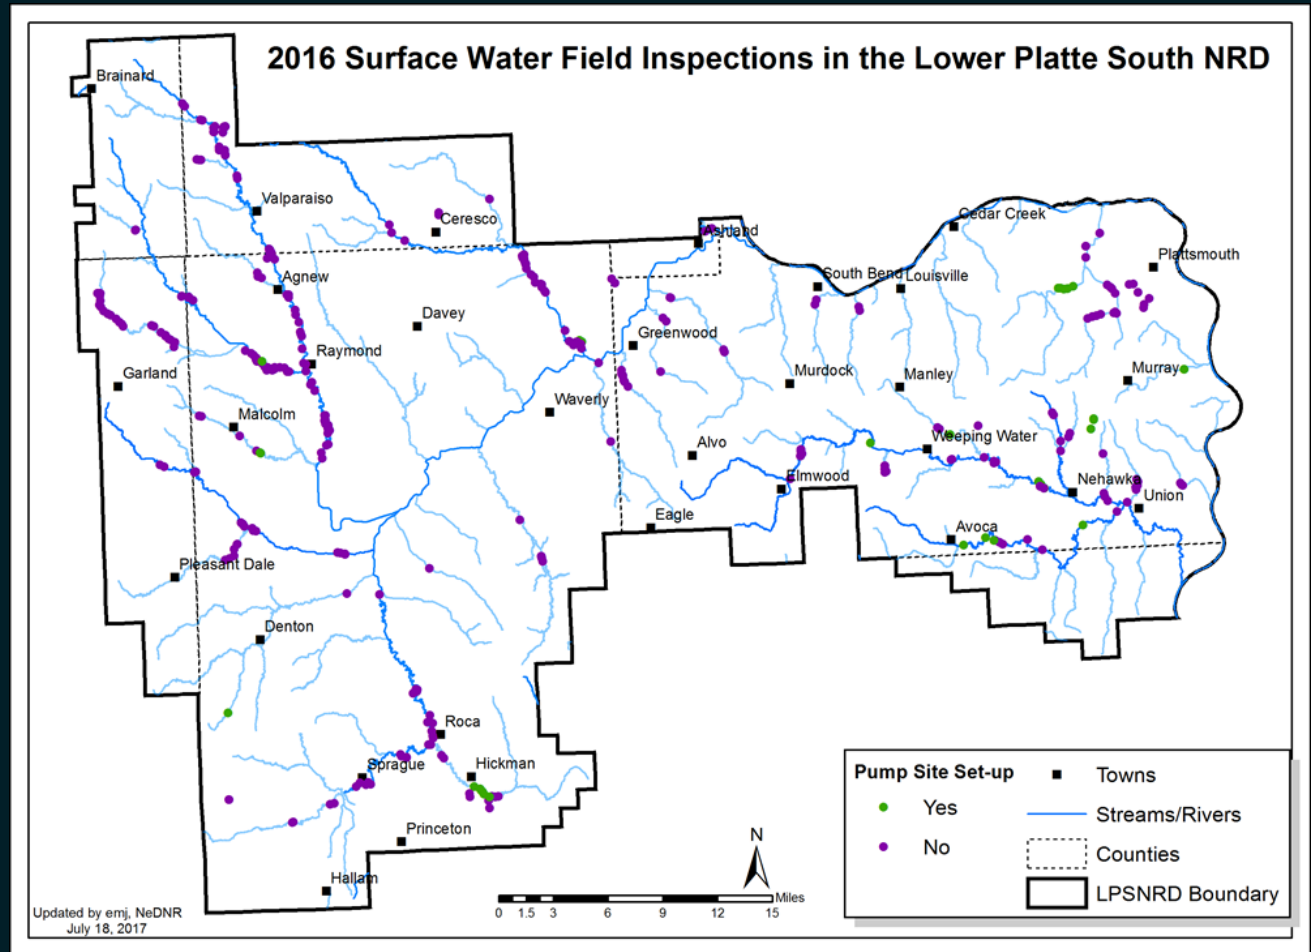 2016 Surface Water Field Inspections in the Lower Platte South NRD
Brainard
Valparaiso
Ceresco
Ashland
Cedar Creek
Plattsmouth
Agnew
South Bend
Louisville
Davey
Greenwood
Raymond
Garland
Murdock
Manley
Murray
Waverly
Malcolm
Alvo
Weeping Water
Elmwood
Nehawka
Union
Eagle
Avoca
Pleasant Dale
Denton
Roca
Sprague
Hickman
Princeton
Hallam
Pump Site Set-up
Yes
No
Towns
Streams/Rivers
Counties
LPSNRD Boundary
N
Miles
0 1.5 3 6 9 12 15
Updated by emj, NeDNR
July 18, 2017